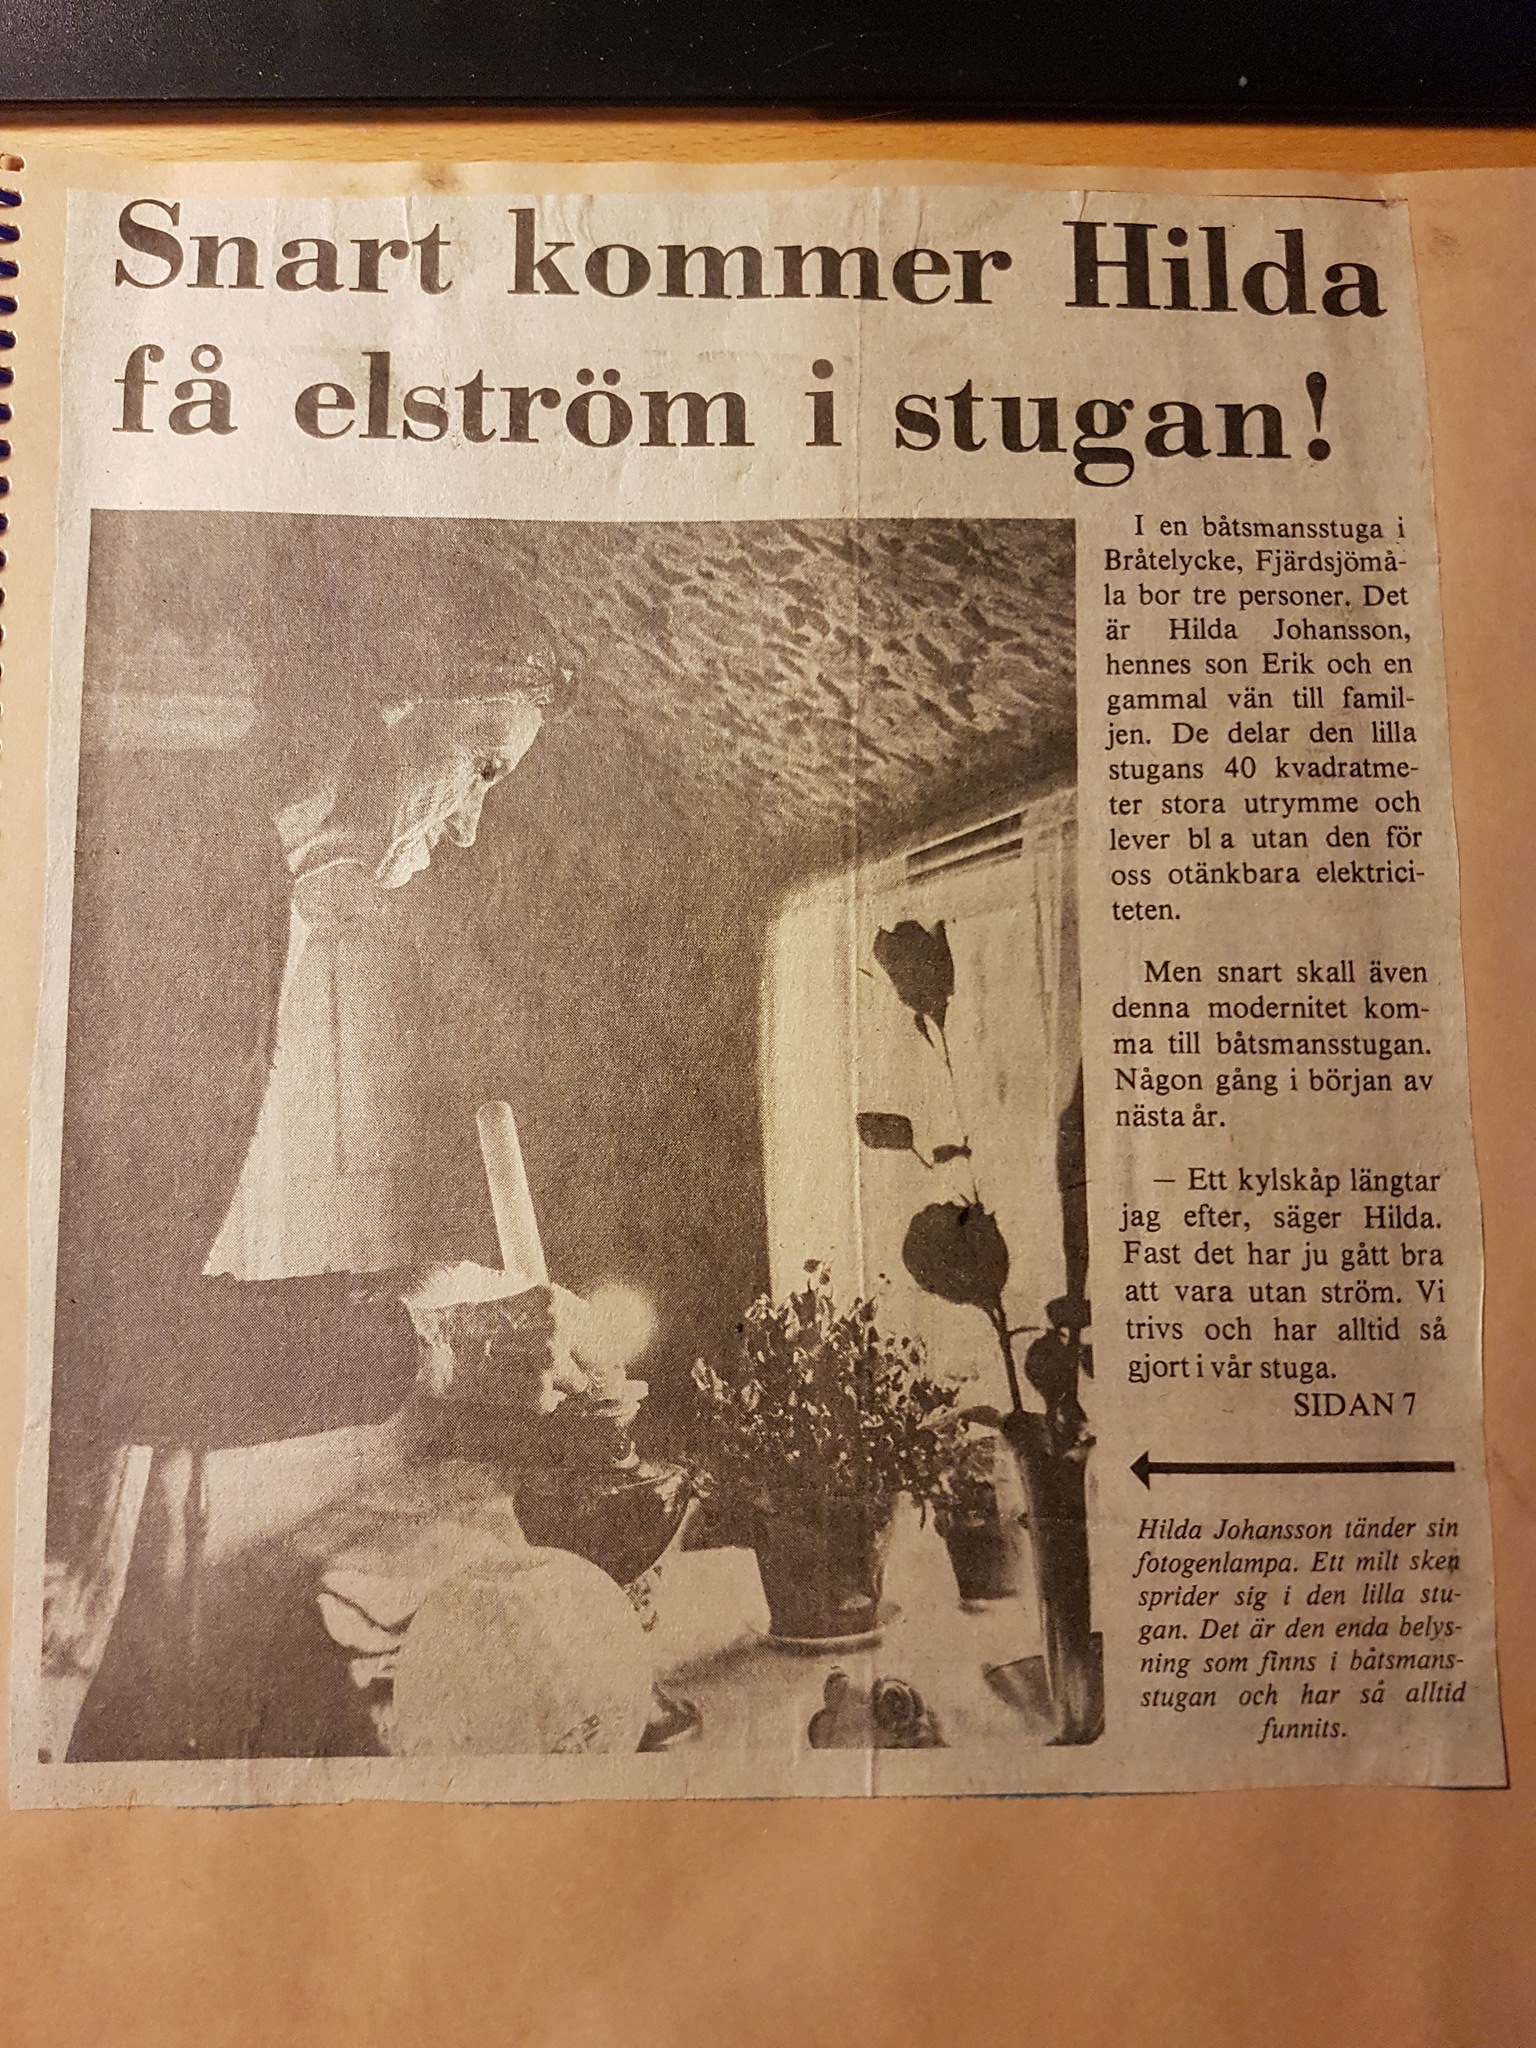 Snart kommer Hilda
få elström i stugan!
I en båtsmansstuga i
Bråtelycke, Fjärdsjömå-
la bor tre personer. Det
är Hilda Johansson,
hennes son Erik och en
gammal vän till famil-
jen. De delar den lilla
stugans 40 kvadratme-
ter stora utrymme och
lever bl a utan den för
oss otänkbara elektrici-
teten.
Men snart skall även
denna modernitet kom-
ma till båtsmansstugan.
Någon gång i början av
nästa år.
— Ett kylskåp längtar
jag efter, säger Hilda.
Fast det har ju gått bra
att vara utan ström. Vi
trivs och har alltid så
gjort i vår stuga.
SIDAN 7
Hilda Johansson tänder sin
fotogenlampa. Ett milt sken
sprider sig i den lilla stu-
gan. Det är den enda belys-
ning som finns i båtsmans-
stugan och har så alltid
funnits.